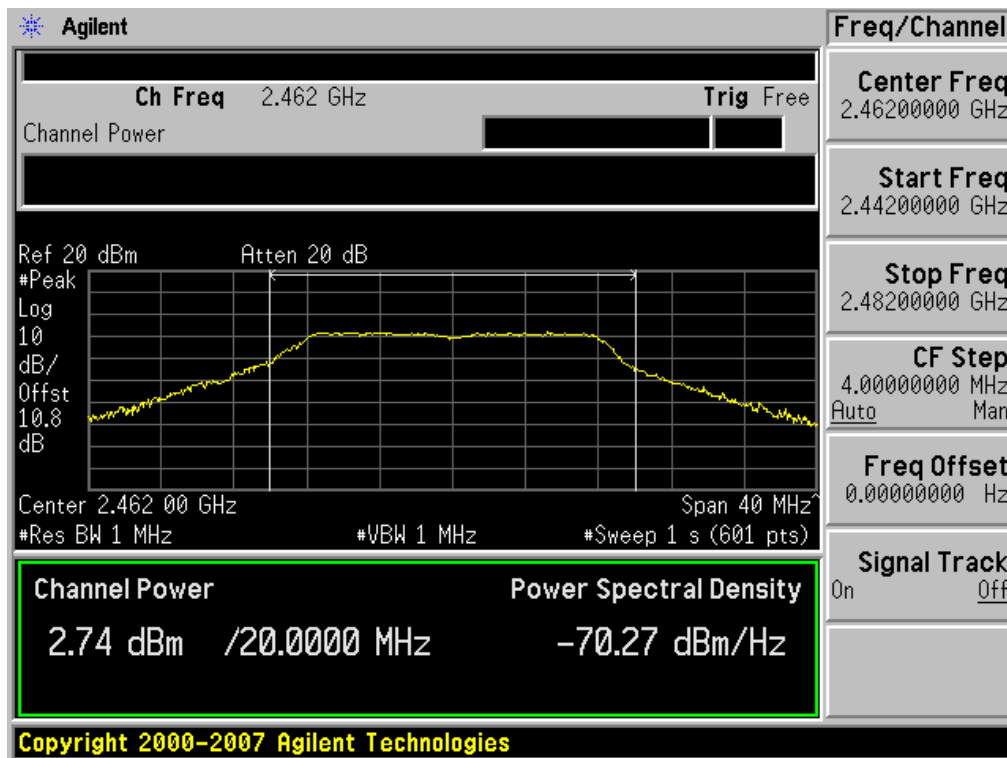 Agilent
Freq/Channel
Ch Freq 2.462 GHz Trig Free
Channel Power
Center Freq
2.46200000 GHz
Start Freq
2.44200000 GHz
Stop Freq
2.48200000 GHz
CF Step
4.00000000 MHz
Auto Man
Freq Offset
0.00000000 Hz
Signal Track
On Off
Ref 20 dBm Atten 20 dB
#Peak
Log
10
dB/
Offst
10.8
dB
Center 2.462 00 GHz Span 40 MHz^
#Res BW 1 MHz #VBW 1 MHz #Sweep 1 s (601 pts)
Channel Power Power Spectral Density
2.74 dBm /20.0000 MHz -70.27 dBm/Hz
Copyright 2000-2007 Agilent Technologies